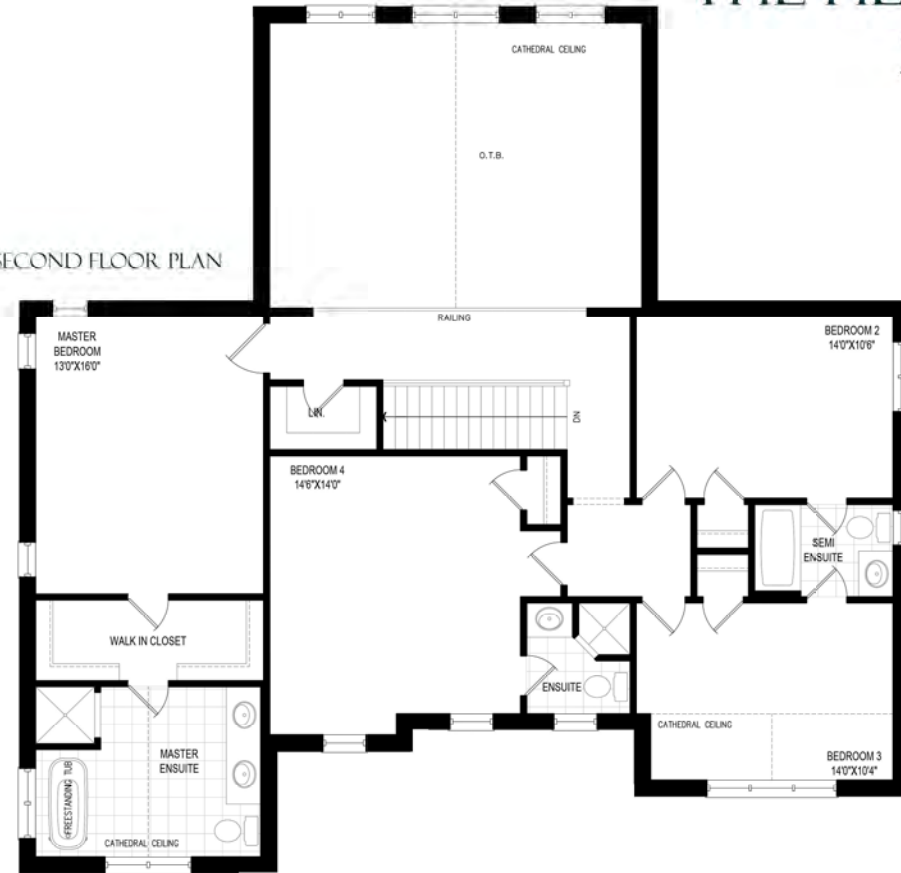 CATHEDRAL CEILING
O.T.B.
SECOND FLOOR PLAN
RAILING
MASTER
BEDROOM
13'0"X16'0"
BEDROOM 2
14'0"X10'6"
LIN.
DN
BEDROOM 4
14'6"X14'0"
SEMI
ENSUITE
WALK IN CLOSET
ENSUITE
CATHEDRAL CEILING
BEDROOM 3
14'0"X10'4"
MASTER
ENSUITE
FREESTANDING TUB
CATHEDRAL CEILING